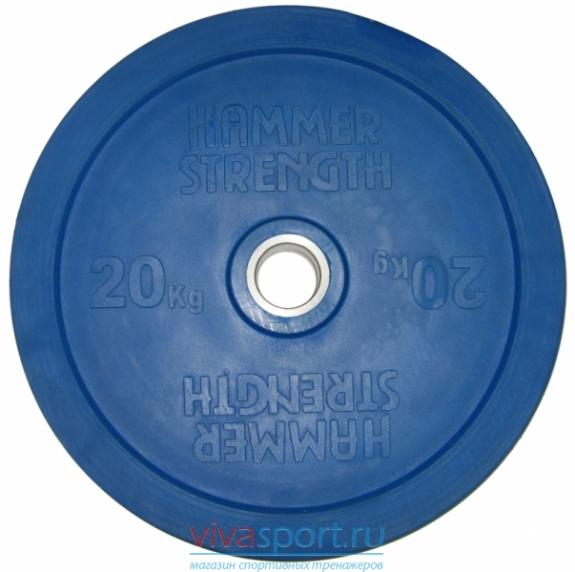 HAMMER
STRENGTH
20Kg
20Kg
HAMMER
STRENGTH
vivasport.ru
магазин спортивных тренажеров